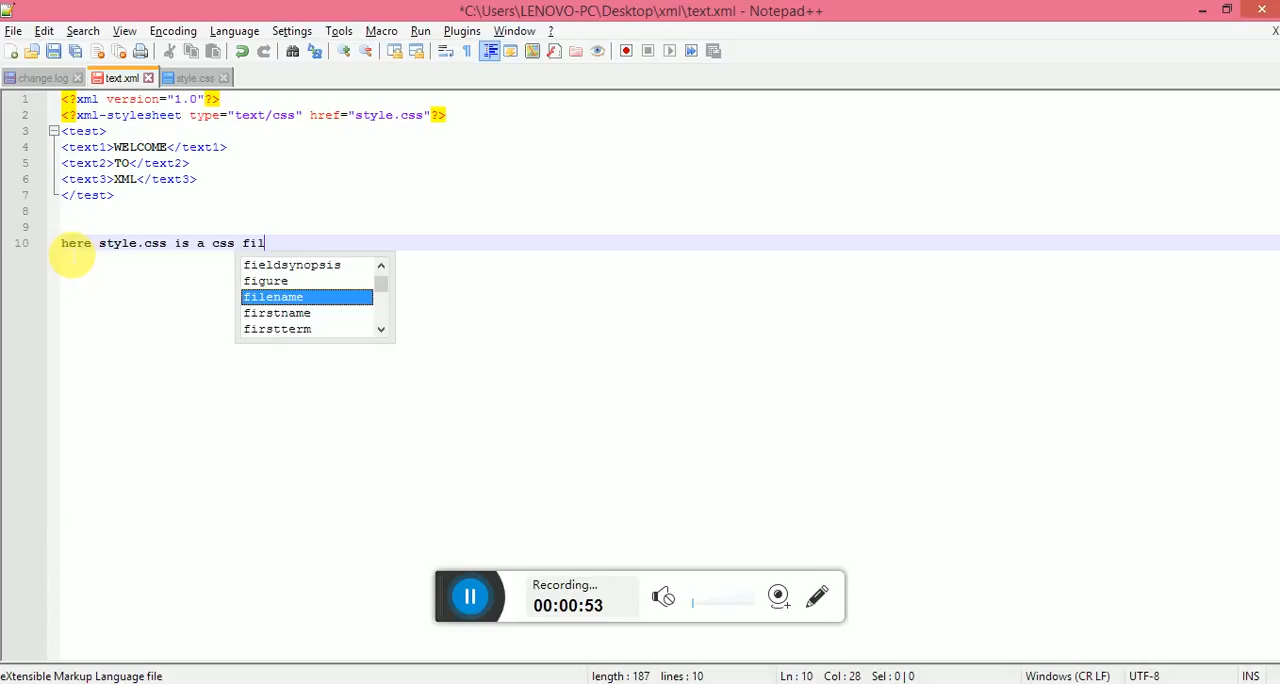 *C:\Users\LENOVO-PC\Desktop\xml\text.xml - Notepad++
File Edit Search View Encoding Language Settings Tools Macro Run Plugins Window ? X
change.log text.xml style.css
1 <?xml version="1.0"?>
2 <?xml-stylesheet type="text/css" href="style.css"?>
3 <test>
4 <text1>WELCOME</text1>
5 <text2>TO</text2>
6 <text3>XML</text3>
7 </test>
8
9
10 here style.css is a css fil
fieldsynopsis
figure
filename
firstname
firstterm
Recording...
00:00:53
eXtensible Markup Language file length : 187 lines : 10 Ln : 10 Col : 28 Sel : 0 | 0 Windows (CR LF) UTF-8 INS